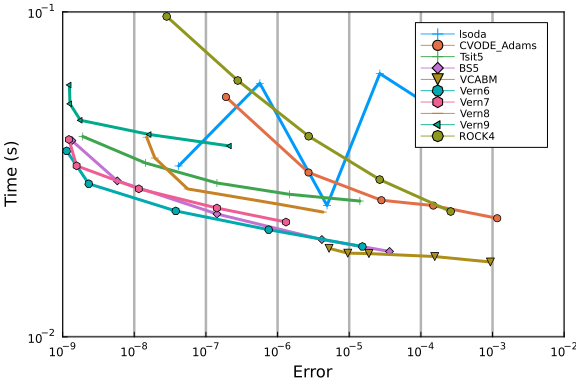 10⁻¹
lsoda
CVODE_Adams
Tsit5
BS5
VCABM
Vern6
Vern7
Vern8
Vern9
ROCK4
Time (s)
10⁻²
10⁻⁹ 10⁻⁸ 10⁻⁷ 10⁻⁶ 10⁻⁵ 10⁻⁴ 10⁻³ 10⁻²
Error